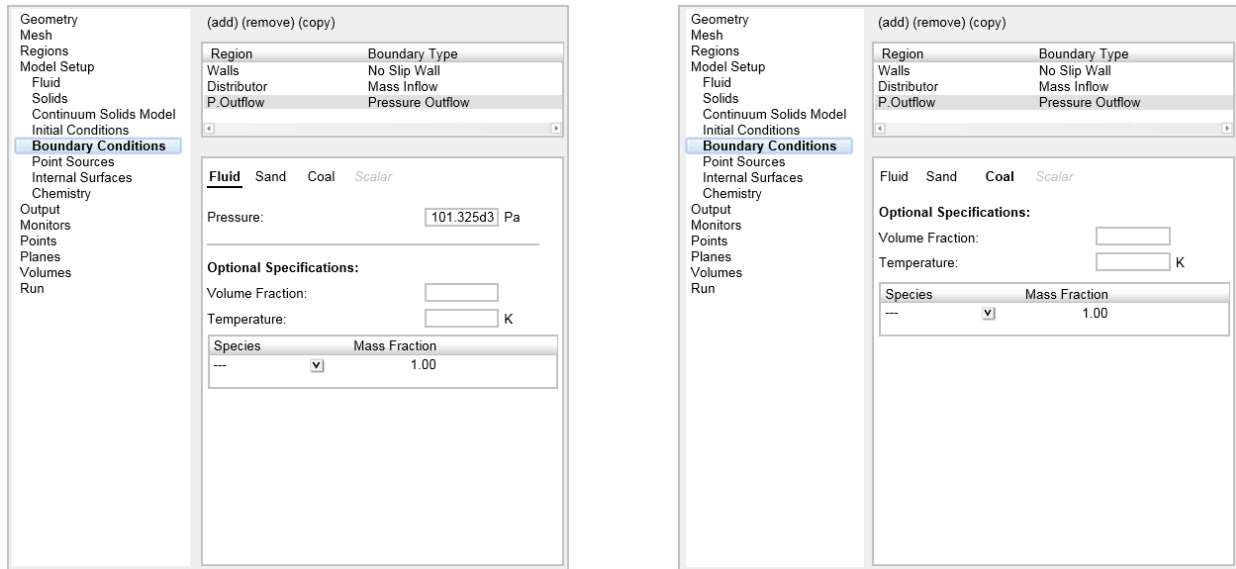 Geometry
Mesh
Regions
Model Setup
Fluid
Solids
Continuum Solids Model
Initial Conditions
Boundary Conditions
Point Sources
Internal Surfaces
Chemistry
Output
Monitors
Points
Planes
Volumes
Run
(add) (remove) (copy)
Region Boundary Type
Walls No Slip Wall
Distributor Mass Inflow
P.Outflow Pressure Outflow
Fluid Sand Coal Scalar
Pressure: 101.325d3 Pa
Optional Specifications:
Volume Fraction:
Temperature: K
Species Mass Fraction
--- 1.00
Geometry
Mesh
Regions
Model Setup
Fluid
Solids
Continuum Solids Model
Initial Conditions
Boundary Conditions
Point Sources
Internal Surfaces
Chemistry
Output
Monitors
Points
Planes
Volumes
Run
(add) (remove) (copy)
Region Boundary Type
Walls No Slip Wall
Distributor Mass Inflow
P.Outflow Pressure Outflow
Fluid Sand Coal Scalar
Optional Specifications:
Volume Fraction:
Temperature: K
Species Mass Fraction
--- 1.00